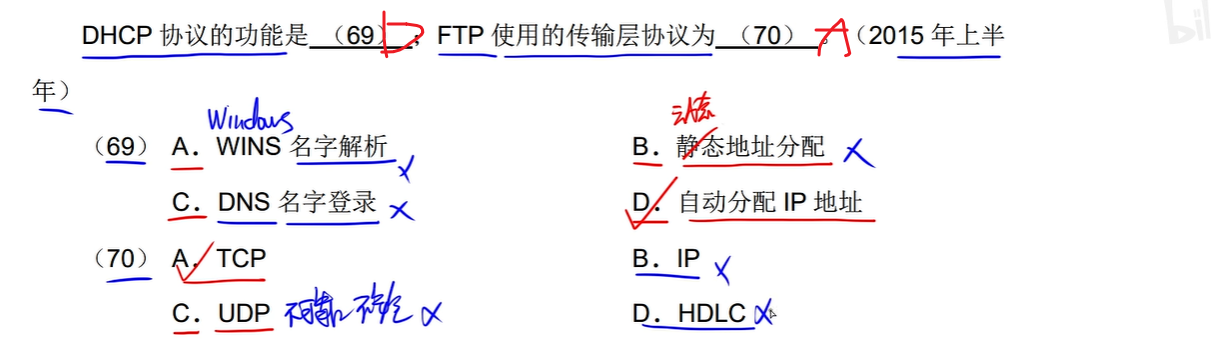 DHCP 协议的功能是 （69）D ；FTP 使用的传输层协议为 （70）A 。（2015 年上半
年）
Windows 动态
（69） A．WINS 名字解析 × B．静态地址分配 ×
C．DNS 名字登录 × D．自动分配 IP 地址
（70） A．TCP B．IP ×
C．UDP × D．HDLC ×
bil